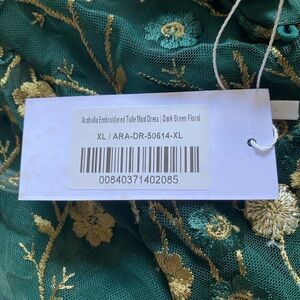 Arabella Embroidered Tulle Maxi Dress | Dark Green Floral
XL / ARA-DR-50614-XL
00840371402085